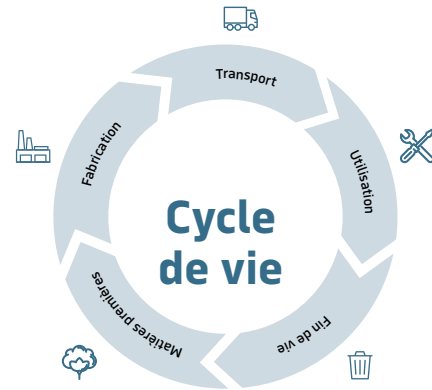 Transport
Utilisation
Fin de vie
Matières premières
Fabrication
Cycle
de vie